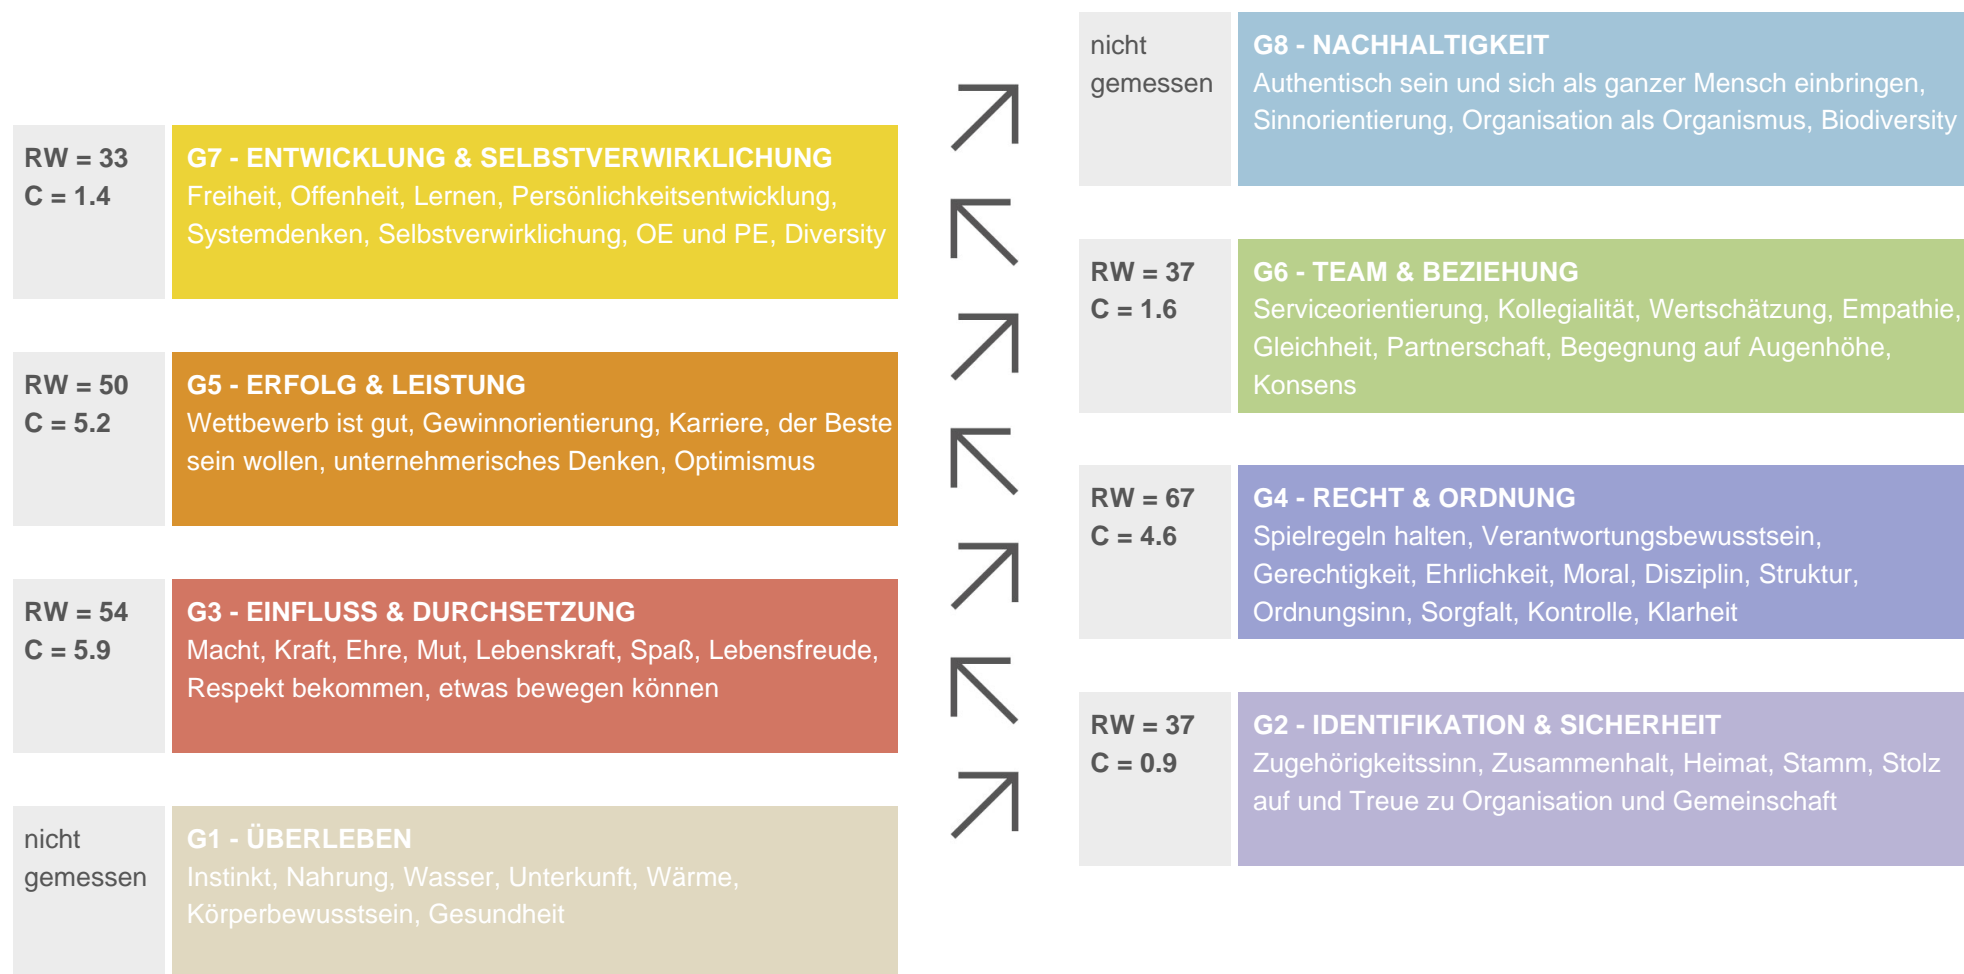 nicht
gemessen
G8 - NACHHALTIGKEIT
Authentisch sein und sich als ganzer Mensch einbringen,
Sinnorientierung, Organisation als Organismus, Biodiversity
RW = 33
C = 1.4
G7 - ENTWICKLUNG & SELBSTVERWIRKLICHUNG
Freiheit, Offenheit, Lernen, Persönlichkeitsentwicklung,
Systemdenken, Selbstverwirklichung, OE und PE, Diversity
RW = 37
C = 1.6
G6 - TEAM & BEZIEHUNG
Serviceorientierung, Kollegialität, Wertschätzung, Empathie,
Gleichheit, Partnerschaft, Begegnung auf Augenhöhe,
Konsens
RW = 50
C = 5.2
G5 - ERFOLG & LEISTUNG
Wettbewerb ist gut, Gewinnorientierung, Karriere, der Beste
sein wollen, unternehmerisches Denken, Optimismus
RW = 67
C = 4.6
G4 - RECHT & ORDNUNG
Spielregeln halten, Verantwortungsbewusstsein,
Gerechtigkeit, Ehrlichkeit, Moral, Disziplin, Struktur,
Ordnungsinn, Sorgfalt, Kontrolle, Klarheit
RW = 54
C = 5.9
G3 - EINFLUSS & DURCHSETZUNG
Macht, Kraft, Ehre, Mut, Lebenskraft, Spaß, Lebensfreude,
Respekt bekommen, etwas bewegen können
RW = 37
C = 0.9
G2 - IDENTIFIKATION & SICHERHEIT
Zugehörigkeitssinn, Zusammenhalt, Heimat, Stamm, Stolz
auf und Treue zu Organisation und Gemeinschaft
nicht
gemessen
G1 - ÜBERLEBEN
Instinkt, Nahrung, Wasser, Unterkunft, Wärme,
Körperbewusstsein, Gesundheit